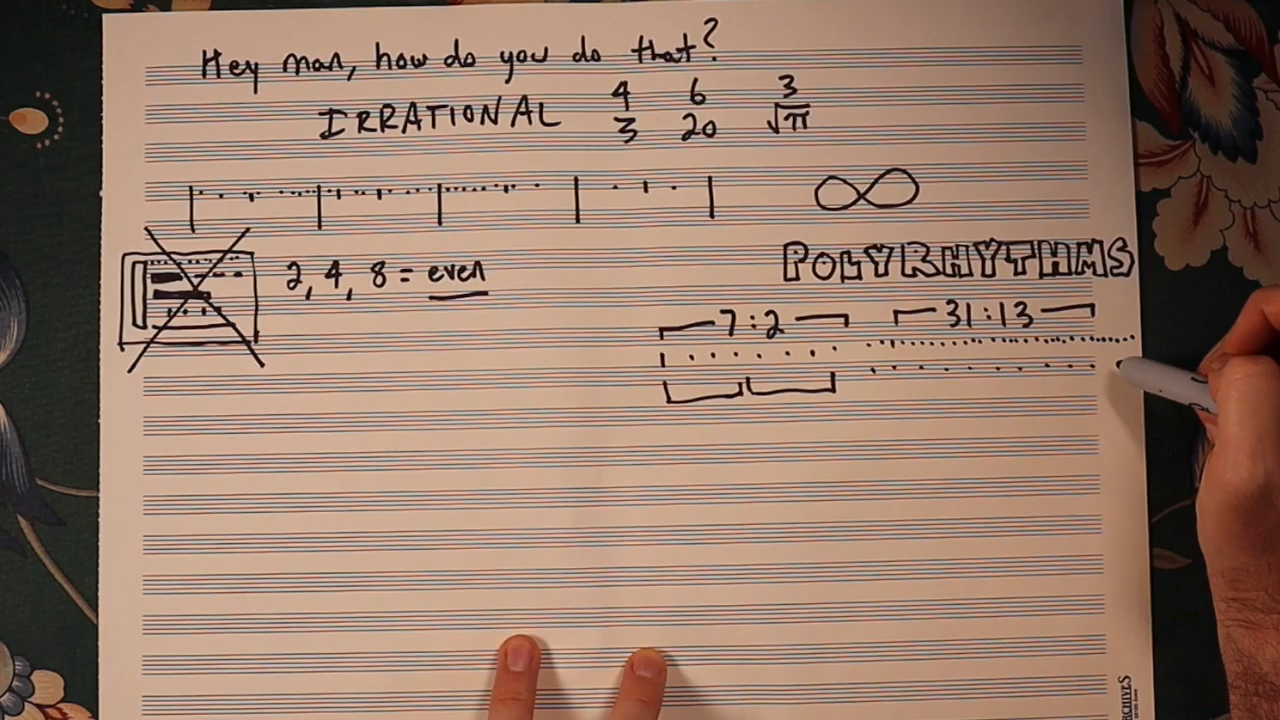 Hey man, how do you do that?
IRRATIONAL 4/3 6/20 3/√π
∞
2, 4, 8 = even
POLYRHYTHMS
7:2 31:13
ARCHIVES